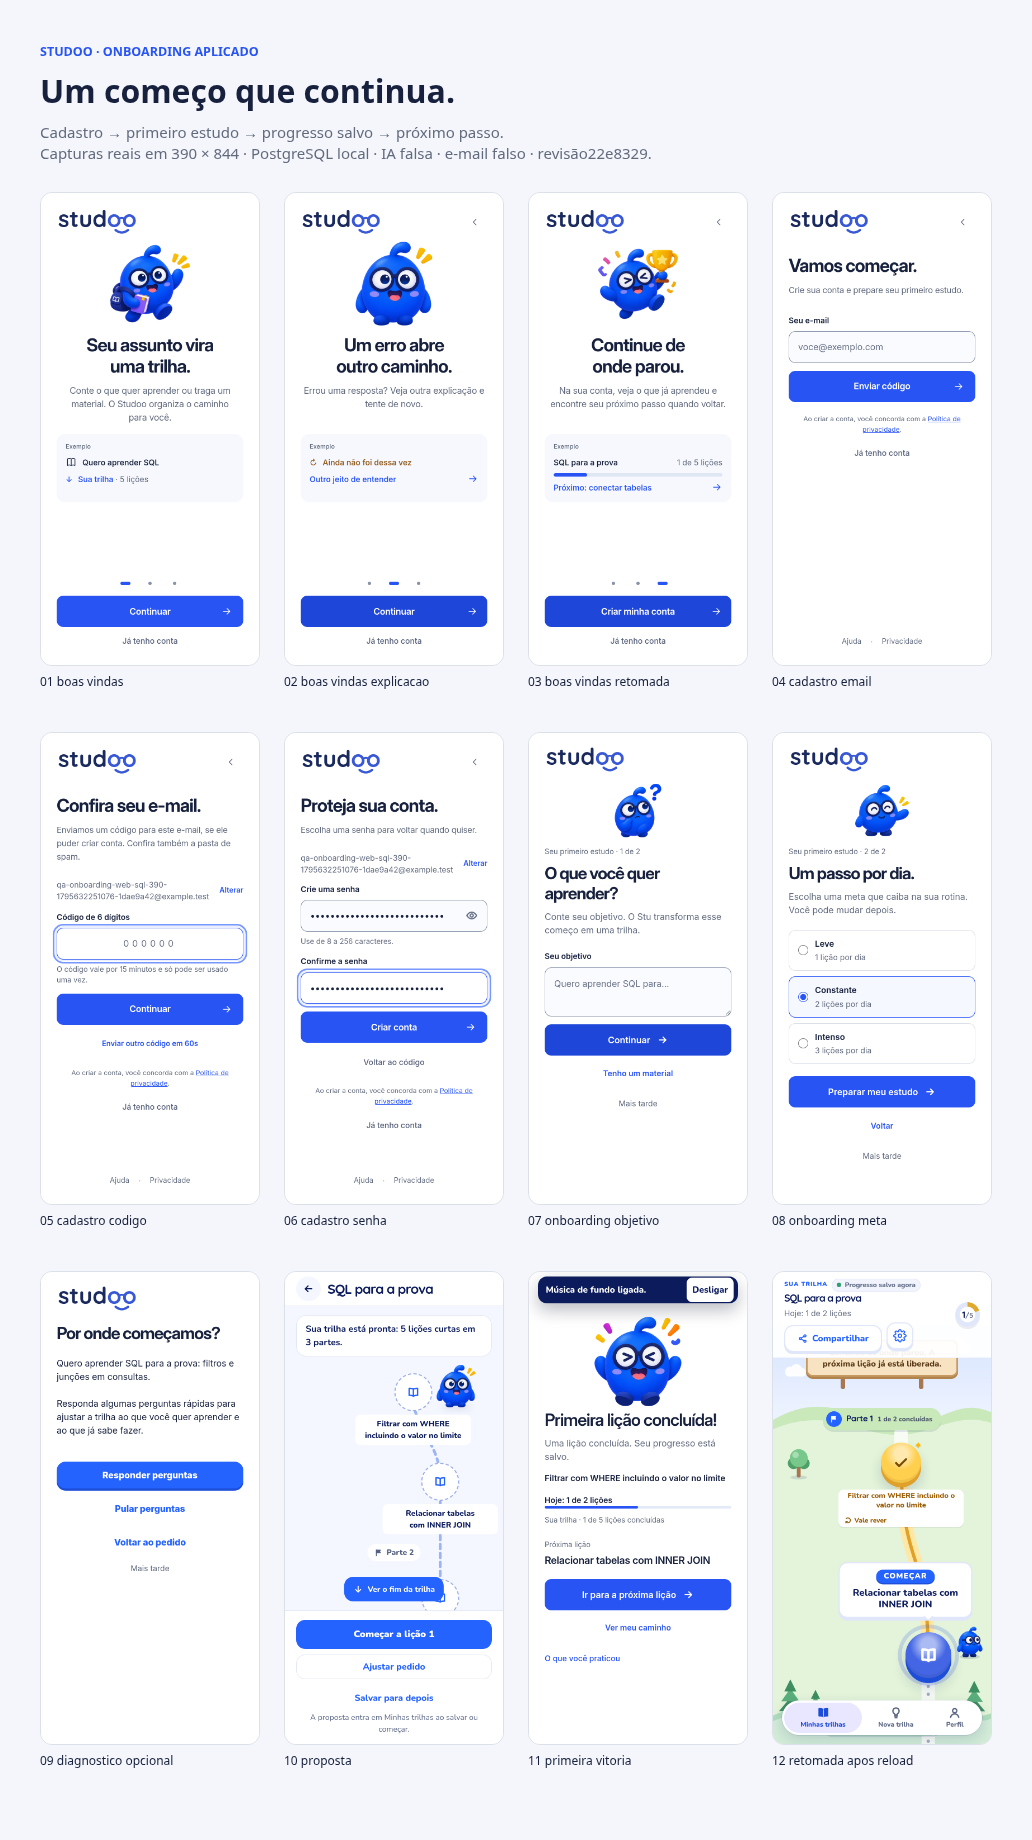 STUDOO · ONBOARDING APLICADO
Um começo que continua.
Cadastro → primeiro estudo → progresso salvo → próximo passo.
Capturas reais em 390 × 844 · PostgreSQL local · IA falsa · e-mail falso · revisão22e8329.
studoo
Seu assunto vira
uma trilha.
Conte o que quer aprender ou traga um
material. O Studoo organiza o caminho
para você.
Exemplo
Quero aprender SQL
↓ Sua trilha · 5 lições
Continuar →
Já tenho conta
01 boas vindas
studoo
‹
Um erro abre
outro caminho.
Errou uma resposta? Veja outra explicação e
tente de novo.
Exemplo
Ainda não foi dessa vez
Outro jeito de entender →
Continuar →
Já tenho conta
02 boas vindas explicacao
studoo
‹
Continue de
onde parou.
Na sua conta, veja o que já aprendeu e
encontre seu próximo passo quando voltar.
Exemplo
SQL para a prova 1 de 5 lições
Próximo: conectar tabelas →
Criar minha conta →
Já tenho conta
03 boas vindas retomada
studoo
‹
Vamos começar.
Crie sua conta e prepare seu primeiro estudo.
Seu e-mail
voce@exemplo.com
Enviar código →
Ao criar a conta, você concorda com a Política de
privacidade.
Já tenho conta
Ajuda · Privacidade
04 cadastro email
studoo
‹
Confira seu e-mail.
Enviamos um código para este e-mail, se ele
puder criar conta. Confira também a pasta de
spam.
qa-onboarding-web-sql-390-
1795632251076-1dae9a42@example.test Alterar
Código de 6 dígitos
000000
O código vale por 15 minutos e só pode ser usado
uma vez.
Continuar →
Enviar outro código em 60s
Ao criar a conta, você concorda com a Política de
privacidade.
Já tenho conta
Ajuda · Privacidade
05 cadastro codigo
studoo
‹
Proteja sua conta.
Escolha uma senha para voltar quando quiser.
qa-onboarding-web-sql-390-
1795632251076-1dae9a42@example.test Alterar
Crie uma senha
•••••••••••••••••••••••••••
Use de 8 a 256 caracteres.
Confirme a senha
•••••••••••••••••••••••••••
Criar conta →
Voltar ao código
Ao criar a conta, você concorda com a Política de
privacidade.
Já tenho conta
Ajuda · Privacidade
06 cadastro senha
studoo
?
Seu primeiro estudo · 1 de 2
O que você quer
aprender?
Conte seu objetivo. O Stu transforma esse
começo em uma trilha.
Seu objetivo
Quero aprender SQL para...
Continuar →
Tenho um material
Mais tarde
07 onboarding objetivo
studoo
Seu primeiro estudo · 2 de 2
Um passo por dia.
Escolha uma meta que caiba na sua rotina.
Você pode mudar depois.
Leve
1 lição por dia
Constante
2 lições por dia
Intenso
3 lições por dia
Preparar meu estudo →
Voltar
Mais tarde
08 onboarding meta
studoo
Por onde começamos?
Quero aprender SQL para a prova: filtros e
junções em consultas.
Responda algumas perguntas rápidas para
ajustar a trilha ao que você quer aprender e
ao que já sabe fazer.
Responder perguntas
Pular perguntas
Voltar ao pedido
Mais tarde
09 diagnostico opcional
← SQL para a prova
Sua trilha está pronta: 5 lições curtas em
3 partes.
Filtrar com WHERE
incluindo o valor no limite
Relacionar tabelas
com INNER JOIN
Parte 2
↓ Ver o fim da trilha
Começar a lição 1
Ajustar pedido
Salvar para depois
A proposta entra em Minhas trilhas ao salvar ou
começar.
10 proposta
Música de fundo ligada. Desligar
Primeira lição concluída!
Uma lição concluída. Seu progresso está
salvo.
Filtrar com WHERE incluindo o valor no limite
Hoje: 1 de 2 lições
Sua trilha · 1 de 5 lições concluídas
Próxima lição
Relacionar tabelas com INNER JOIN
Ir para a próxima lição →
Ver meu caminho
O que você praticou
11 primeira vitoria
SUA TRILHA Progresso salvo agora
SQL para a prova
Hoje: 1 de 2 lições
1/5
Compartilhar
próxima lição já está liberada.
Parte 1 1 de 2 concluídas
Filtrar com WHERE incluindo o
valor no limite
Vale rever
COMEÇAR
Relacionar tabelas com
INNER JOIN
Minhas trilhas Nova trilha Perfil
12 retomada apos reload